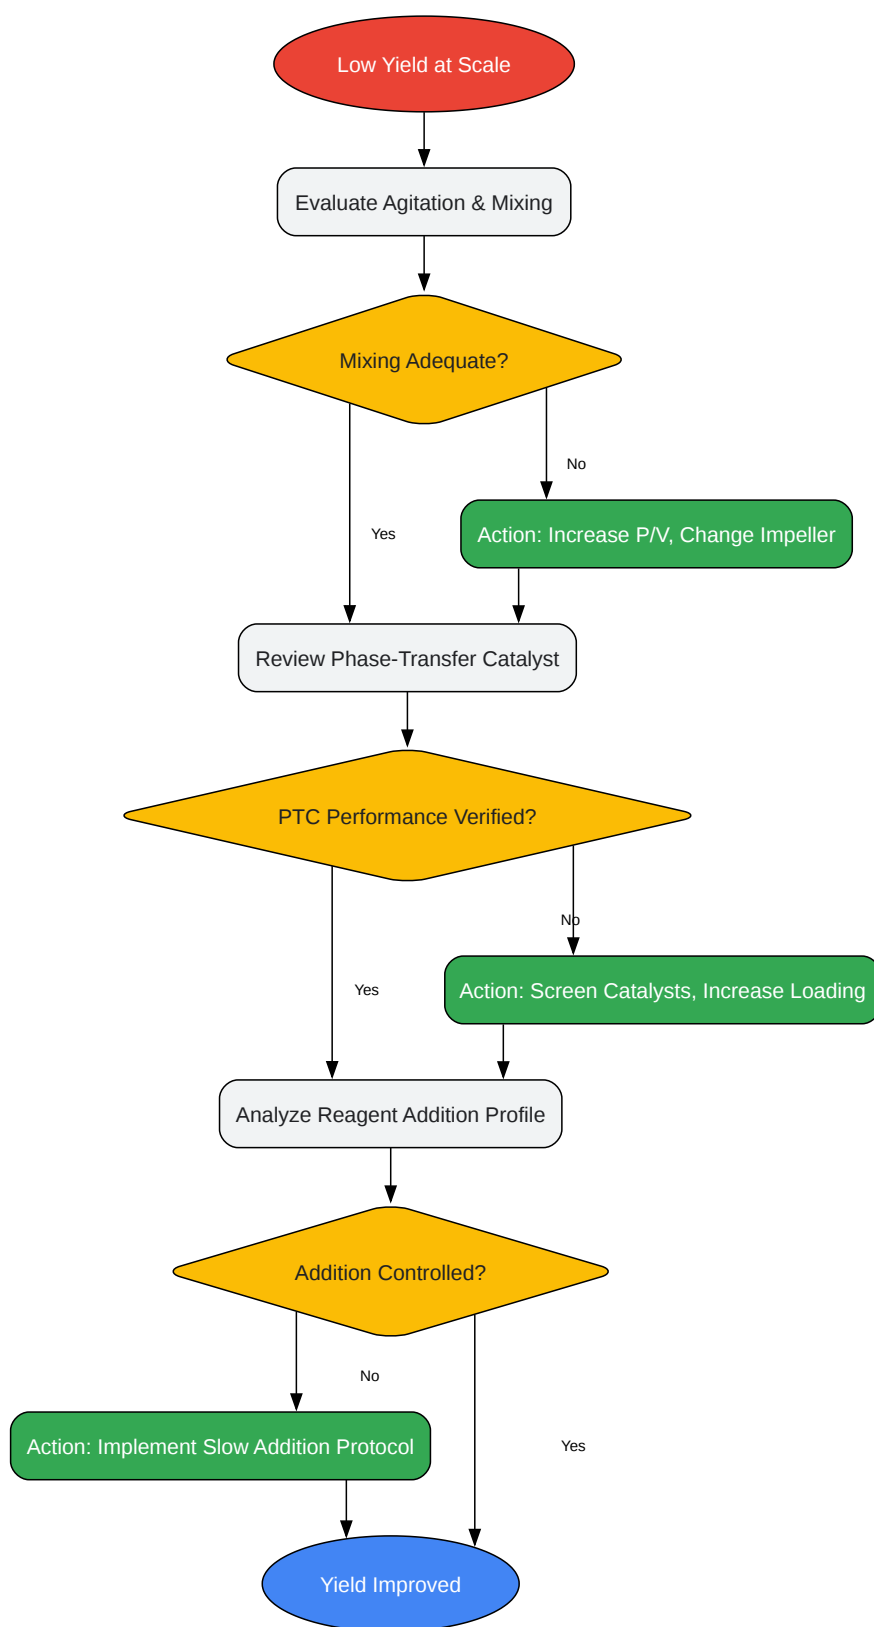 Low Yield at Scale
Evaluate Agitation & Mixing
Mixing Adequate?
No
Yes
Action: Increase P/V, Change Impeller
Review Phase-Transfer Catalyst
PTC Performance Verified?
No
Yes
Action: Screen Catalysts, Increase Loading
Analyze Reagent Addition Profile
Addition Controlled?
No
Action: Implement Slow Addition Protocol
Yes
Yield Improved